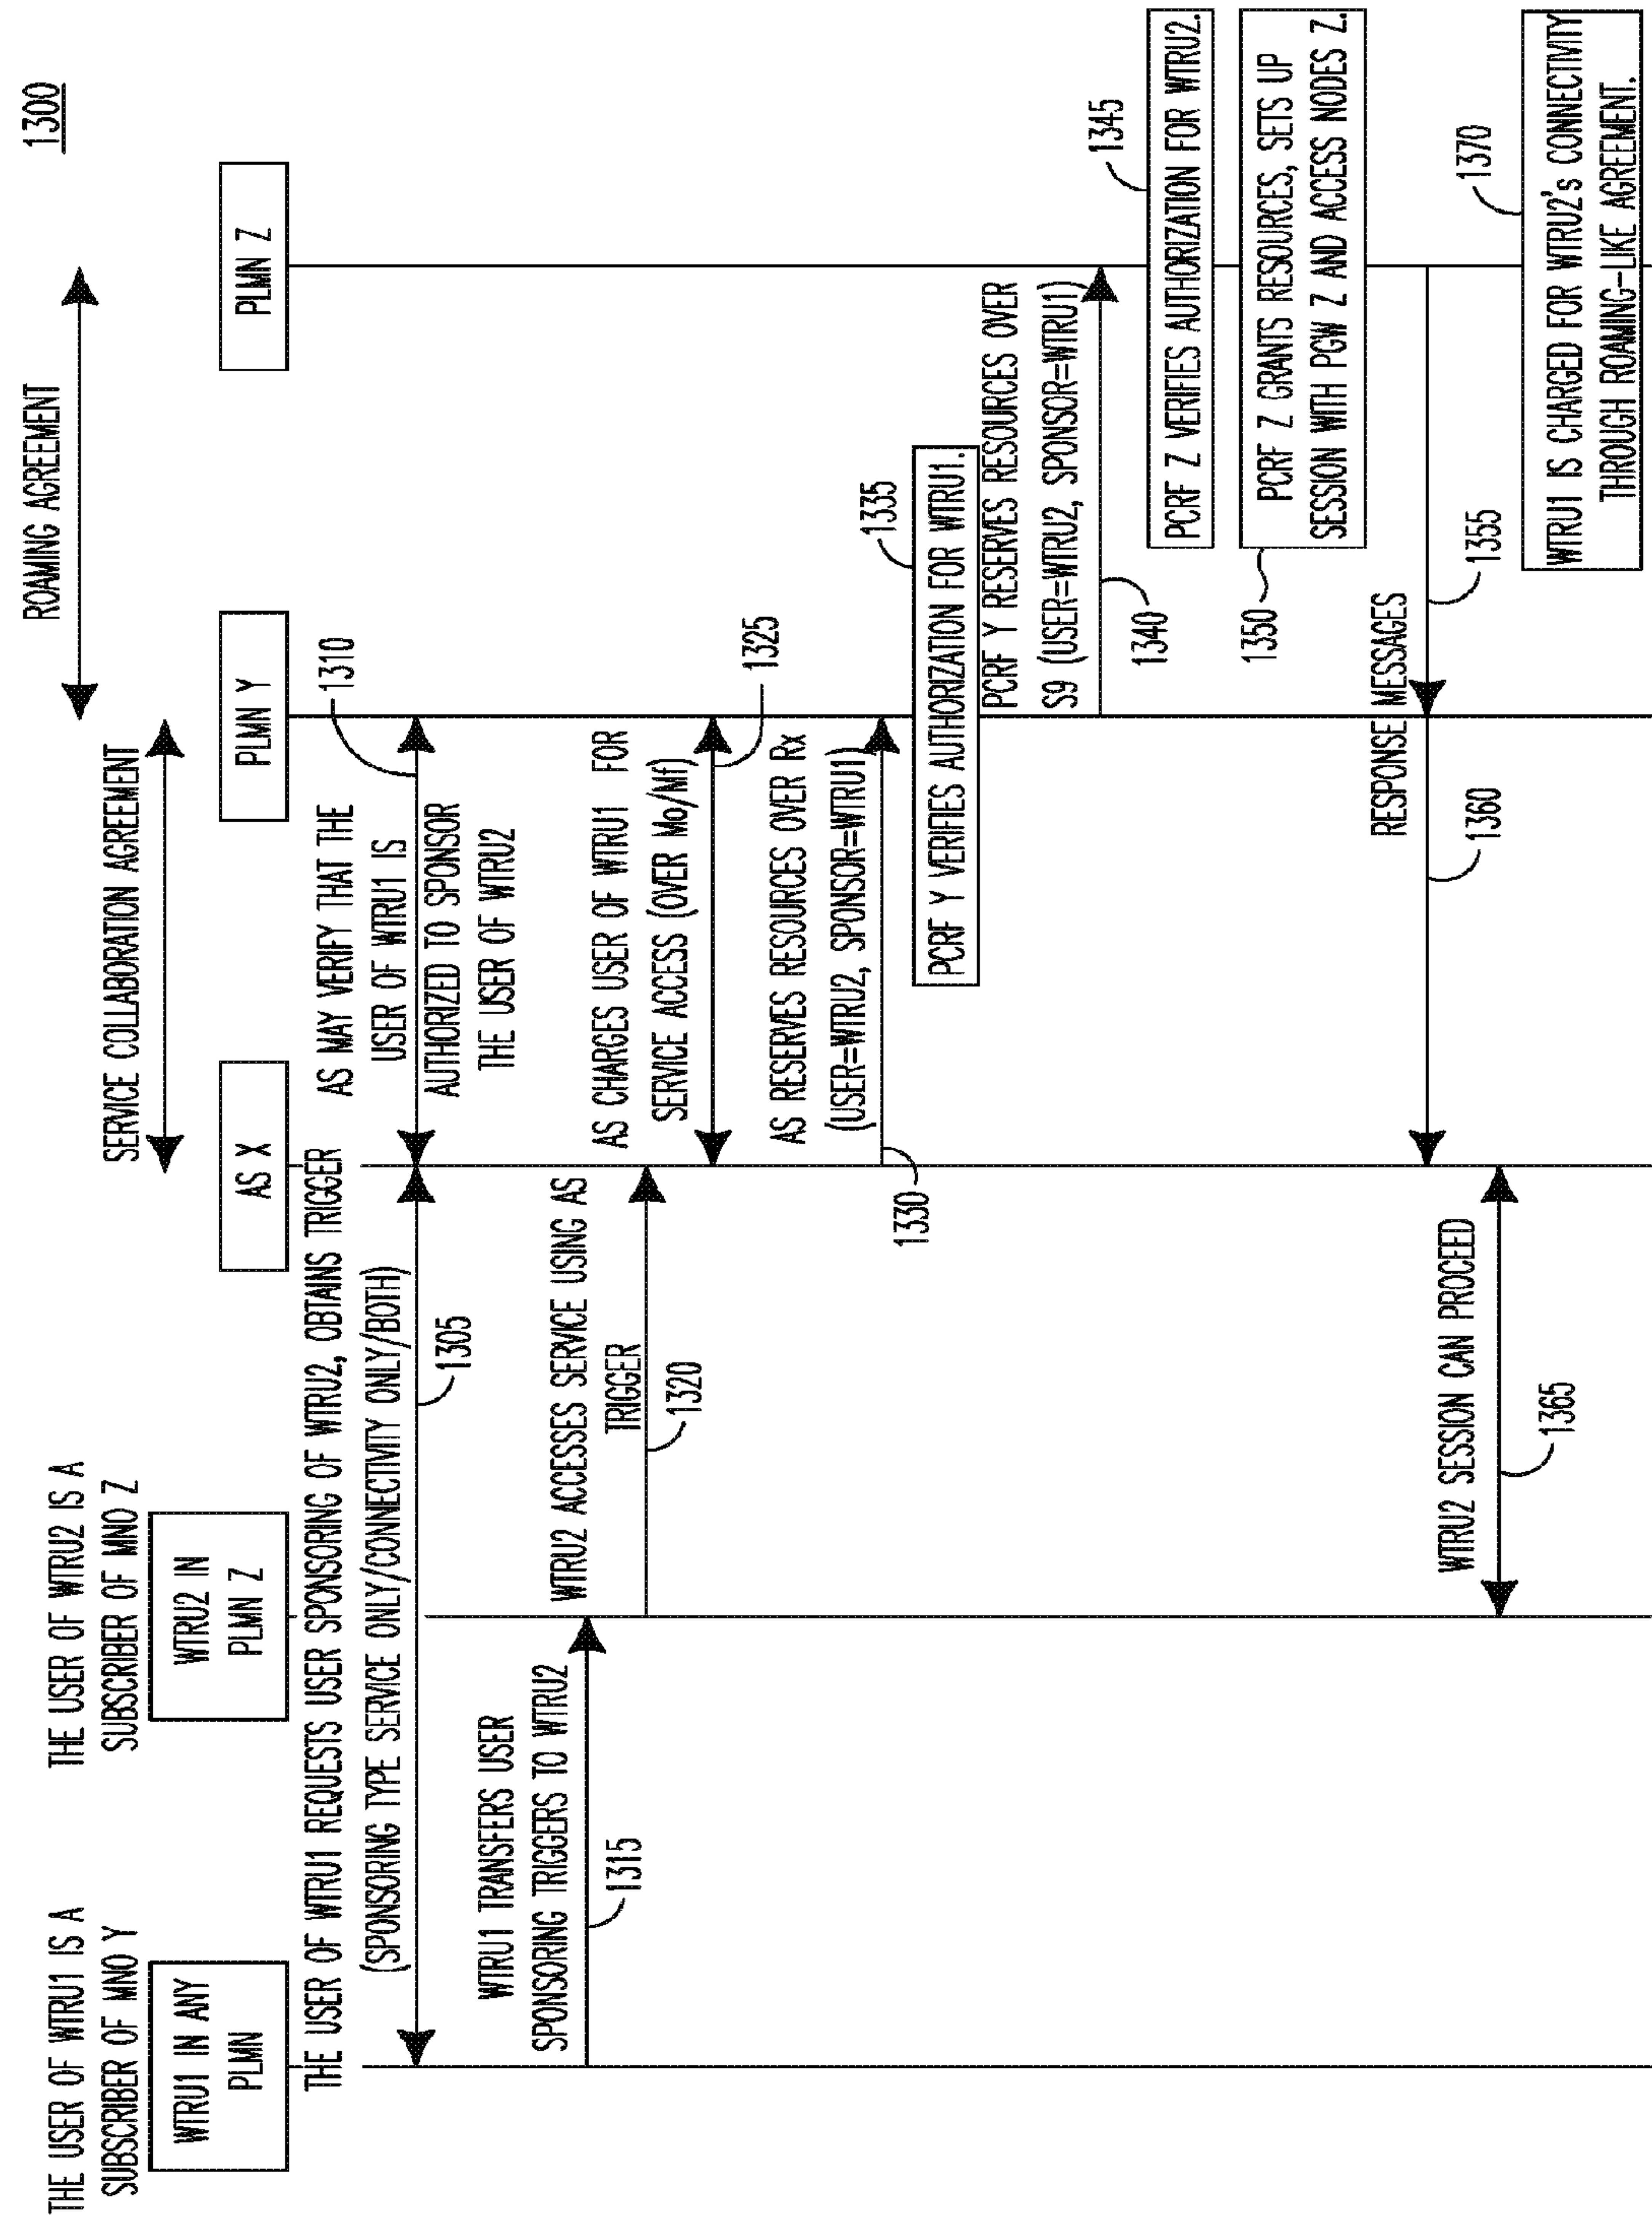 1300
ROAMING AGREEMENT
SERVICE COLLABORATION AGREEMENT
THE USER OF WTRU1 IS A
SUBSCRIBER OF MNO Y
THE USER OF WTRU2 IS A
SUBSCRIBER OF MNO Z
WTRU1 IN ANY
PLMN
WTRU2 IN
PLMN Z
AS X
PLMN Y
PLMN Z
THE USER OF WTRU1 REQUESTS USER SPONSORING OF WTRU2, OBTAINS TRIGGER
(SPONSORING TYPE SERVICE ONLY/CONNECTIVITY ONLY/BOTH)
1305
AS MAY VERIFY THAT THE
USER OF WTRU1 IS
AUTHORIZED TO SPONSOR
THE USER OF WTRU2
1310
WTRU1 TRANSFERS USER
SPONSORING TRIGGERS TO WTRU2
1315
WTRU2 ACCESSES SERVICE USING AS
TRIGGER
1320
AS CHARGES USER OF WTRU1 FOR
SERVICE ACCESS (OVER Mo/Mf)
1325
AS RESERVES RESOURCES OVER Rx
(USER=WTRU2, SPONSOR=WTRU1)
1330
1335
PCRF Y VERIFIES AUTHORIZATION FOR WTRU1.
PCRF Y RESERVES RESOURCES OVER
S9 (USER=WTRU2, SPONSOR=WTRU1)
1340
1345
PCRF Z VERIFIES AUTHORIZATION FOR WTRU2.
1350
PCRF Z GRANTS RESOURCES, SETS UP
SESSION WITH PGW Z AND ACCESS NODES Z.
RESPONSE MESSAGES
1355
1360
WTRU2 SESSION CAN PROCEED
1365
1370
WTRU1 IS CHARGED FOR WTRU2's CONNECTIVITY
THROUGH ROAMING-LIKE AGREEMENT.